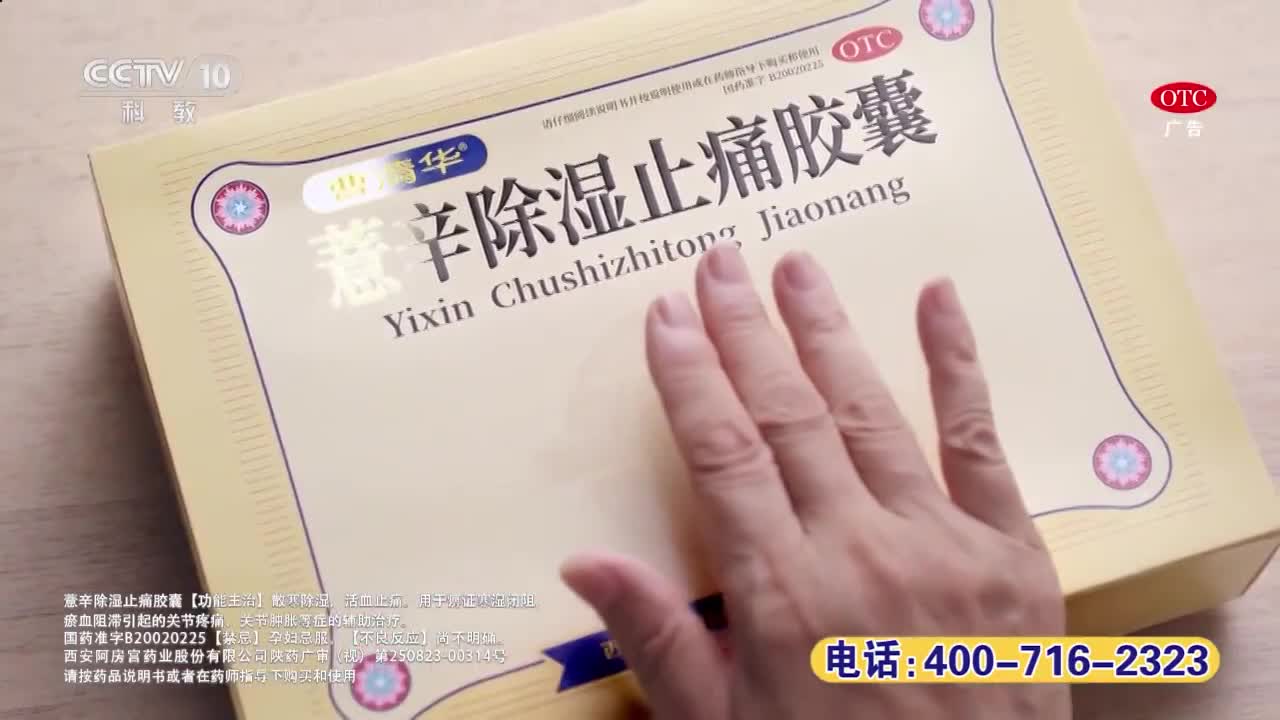 CCTV 10
科教
OTC
广告
OTC
请仔细阅读说明书并按说明使用或在药师指导下购买和使用
国药准字 B20020225
曹清华®
薏辛除湿止痛胶囊
Yixin Chushizhitong Jiaonang
薏辛除湿止痛胶囊【功能主治】散寒除湿，活血止痛。用于痹证寒湿闭阻
瘀血阻滞引起的关节疼痛，关节肿胀等症的辅助治疗。
国药准字B20020225【禁忌】孕妇忌服。【不良反应】尚不明确。
西安阿房宫药业股份有限公司陕药广审（视）第250823-00314号
请按药品说明书或者在药师指导下购买和使用
西
电话:400-716-2323